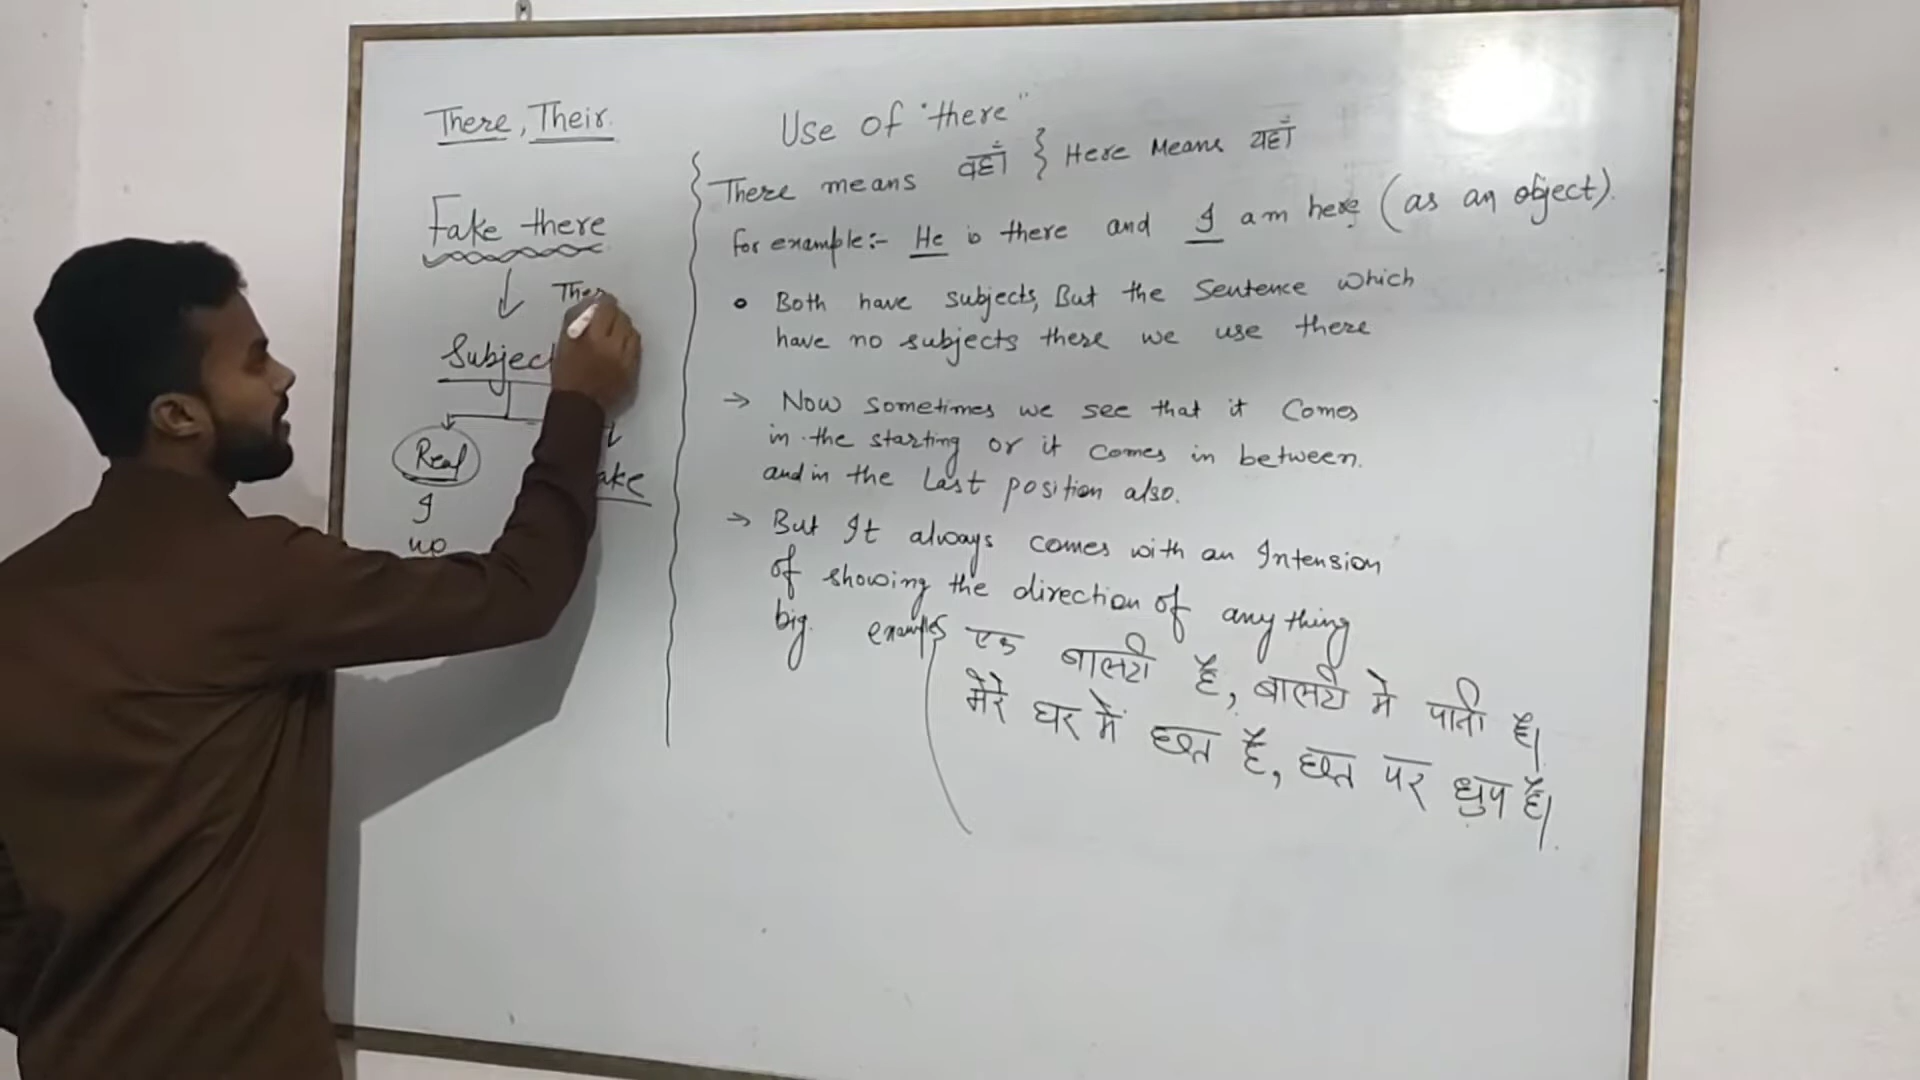 There, Their.
Fake there
Ther
Subject
Real
ake
I
up
Use of "there"
There means वहाँ } Here Means यहाँ
for example:- He is there and I am here (as an object).
• Both have subjects, But the Sentence which
have no subjects there we use there
→ Now sometimes we see that it Comes
in the starting or it comes in between.
and in the Last position also.
→ But It always comes with an Intension
of showing the direction of anything
big. examples
एक बाल्टी है, बाल्टी मे पानी है।
मेरे घर में छत है, छत पर धुप है।